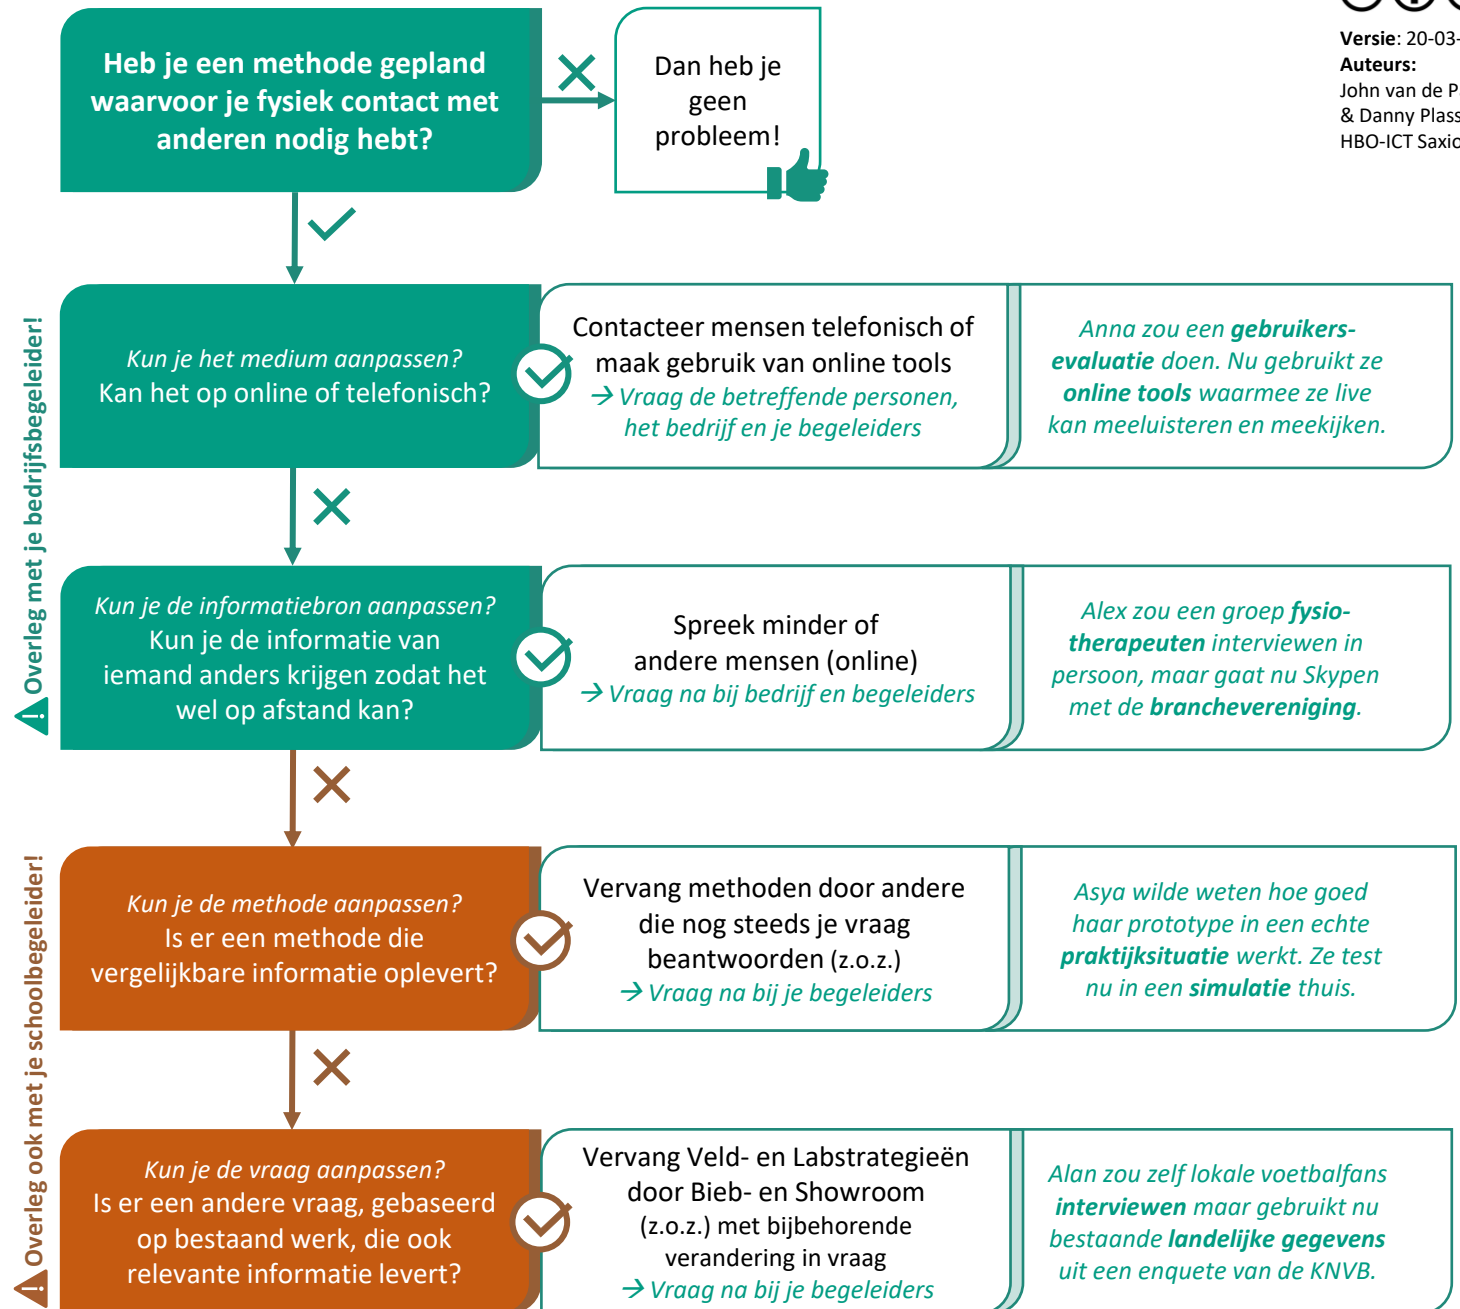 Heb je een methode gepland
waarvoor je fysiek contact met
anderen nodig hebt?
Dan heb je
geen
probleem!
Versie: 20-03-
Auteurs:
John van de P
& Danny Plass
HBO-ICT Saxio
Overleg met je bedrijfsbegeleider!
Kun je het medium aanpassen?
Kan het op online of telefonisch?
Contacteer mensen telefonisch of
maak gebruik van online tools
→ Vraag de betreffende personen,
het bedrijf en je begeleiders
Anna zou een gebruikers-
evaluatie doen. Nu gebruikt ze
online tools waarmee ze live
kan meeluisteren en meekijken.
Kun je de informatiebron aanpassen?
Kun je de informatie van
iemand anders krijgen zodat het
wel op afstand kan?
Spreek minder of
andere mensen (online)
→ Vraag na bij bedrijf en begeleiders
Alex zou een groep fysio-
therapeuten interviewen in
persoon, maar gaat nu Skypen
met de branchevereniging.
Overleg ook met je schoolbegeleider!
Kun je de methode aanpassen?
Is er een methode die
vergelijkbare informatie oplevert?
Vervang methoden door andere
die nog steeds je vraag
beantwoorden (z.o.z.)
→ Vraag na bij je begeleiders
Asya wilde weten hoe goed
haar prototype in een echte
praktijksituatie werkt. Ze test
nu in een simulatie thuis.
Kun je de vraag aanpassen?
Is er een andere vraag, gebaseerd
op bestaand werk, die ook
relevante informatie levert?
Vervang Veld- en Labstrategieën
door Bieb- en Showroom
(z.o.z.) met bijbehorende
verandering in vraag
→ Vraag na bij je begeleiders
Alan zou zelf lokale voetbalfans
interviewen maar gebruikt nu
bestaande landelijke gegevens
uit een enquete van de KNVB.